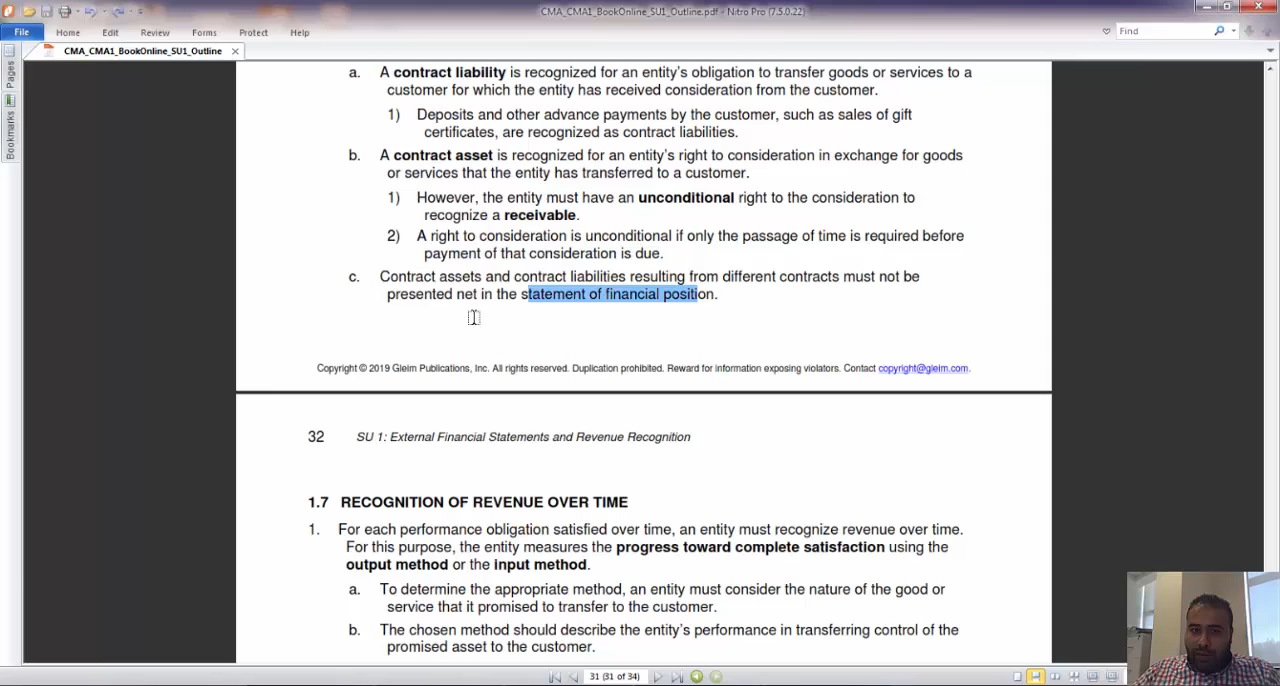 CMA_CMA1_BookOnline_SU1_Outline.pdf - Nitro Pro (7.5.0.22)
File Home Edit Review Forms Protect Help
Find
CMA_CMA1_BookOnline_SU1_Outline
Pages
Bookmarks
a. A contract liability is recognized for an entity's obligation to transfer goods or services to a
customer for which the entity has received consideration from the customer.
1) Deposits and other advance payments by the customer, such as sales of gift
certificates, are recognized as contract liabilities.
b. A contract asset is recognized for an entity's right to consideration in exchange for goods
or services that the entity has transferred to a customer.
1) However, the entity must have an unconditional right to the consideration to
recognize a receivable.
2) A right to consideration is unconditional if only the passage of time is required before
payment of that consideration is due.
c. Contract assets and contract liabilities resulting from different contracts must not be
presented net in the statement of financial position.
Copyright © 2019 Gleim Publications, Inc. All rights reserved. Duplication prohibited. Reward for information exposing violators. Contact copyright@gleim.com.
32 SU 1: External Financial Statements and Revenue Recognition
1.7 RECOGNITION OF REVENUE OVER TIME
1. For each performance obligation satisfied over time, an entity must recognize revenue over time.
For this purpose, the entity measures the progress toward complete satisfaction using the
output method or the input method.
a. To determine the appropriate method, an entity must consider the nature of the good or
service that it promised to transfer to the customer.
b. The chosen method should describe the entity's performance in transferring control of the
promised asset to the customer.
31 (31 of 34)